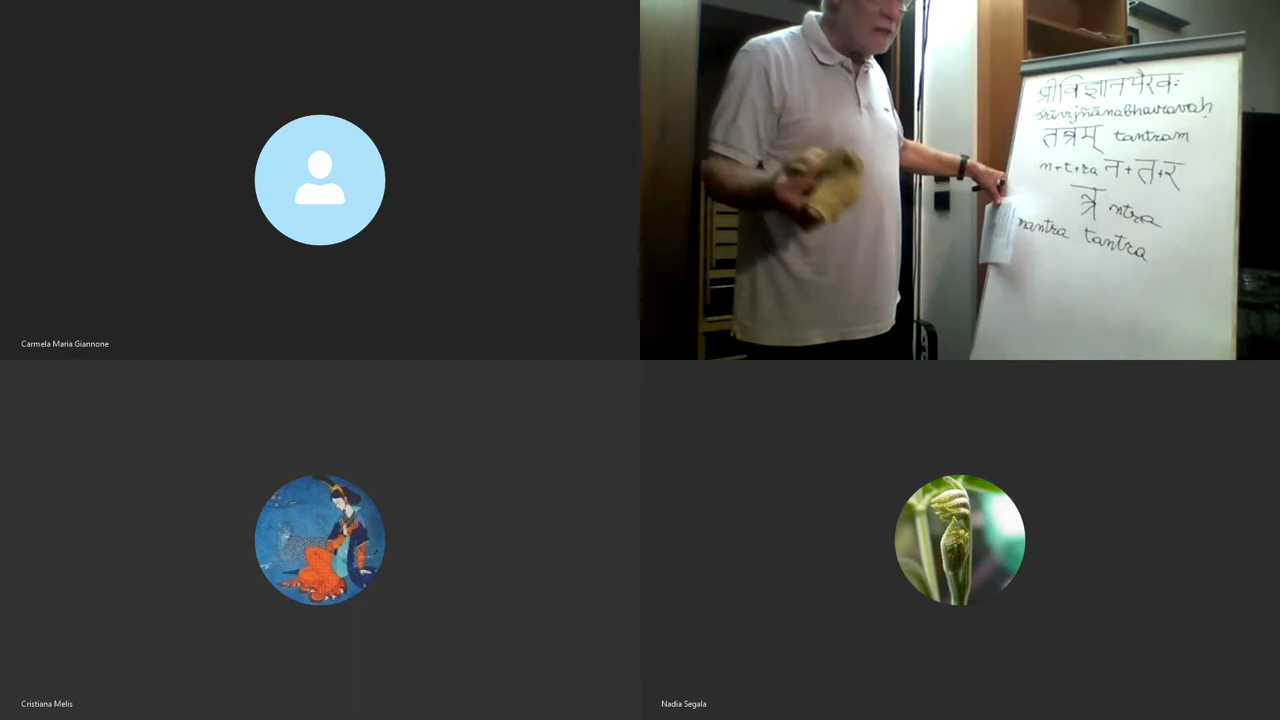 Carmela Maria Giannone
श्रीविज्ञानभैरवः
śrīvijñānabhairavaḥ
तन्त्रम् tantram
n+t+ra न+त+र
न्त्र ntra
mantra tantra
Cristiana Melis
Nadia Segala